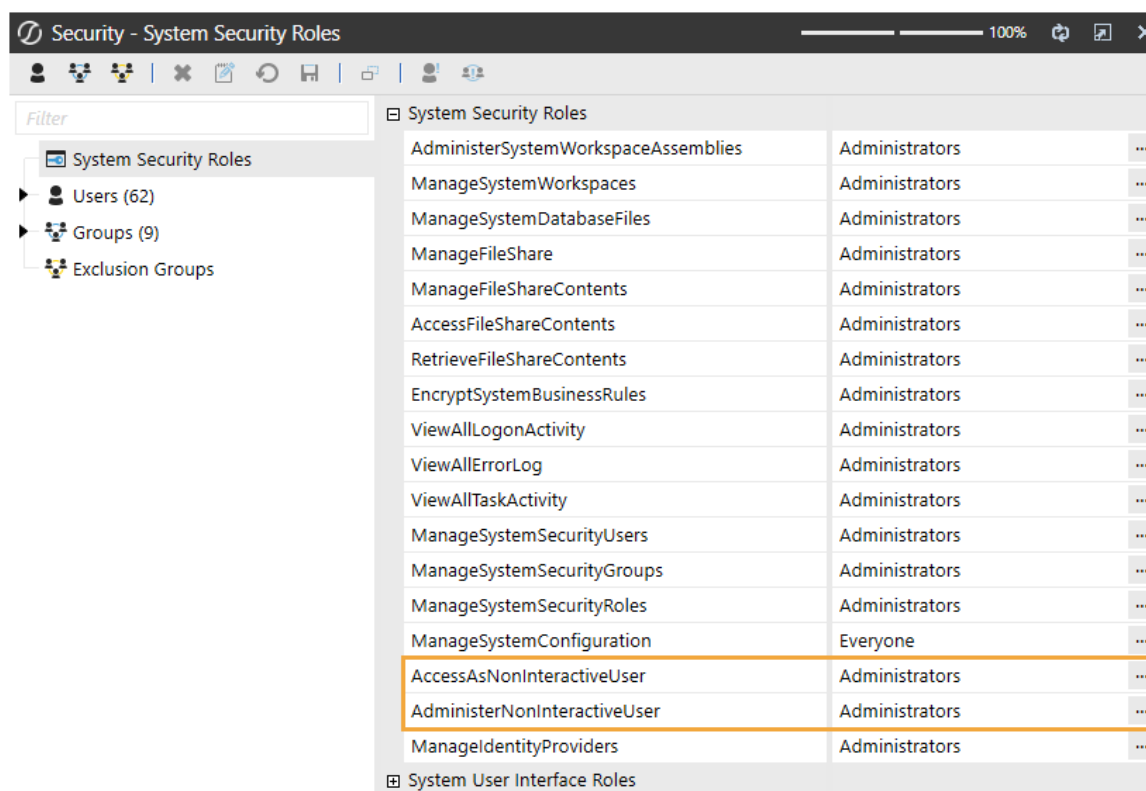 Security - System Security Roles
100%
Filter
System Security Roles
Users (62)
Groups (9)
Exclusion Groups
System Security Roles
AdministerSystemWorkspaceAssemblies Administrators ...
ManageSystemWorkspaces Administrators ...
ManageSystemDatabaseFiles Administrators ...
ManageFileShare Administrators ...
ManageFileShareContents Administrators ...
AccessFileShareContents Administrators ...
RetrieveFileShareContents Administrators ...
EncryptSystemBusinessRules Administrators ...
ViewAllLogonActivity Administrators ...
ViewAllErrorLog Administrators ...
ViewAllTaskActivity Administrators ...
ManageSystemSecurityUsers Administrators ...
ManageSystemSecurityGroups Administrators ...
ManageSystemSecurityRoles Administrators ...
ManageSystemConfiguration Everyone ...
AccessAsNonInteractiveUser Administrators ...
AdministerNonInteractiveUser Administrators ...
ManageIdentityProviders Administrators ...
System User Interface Roles